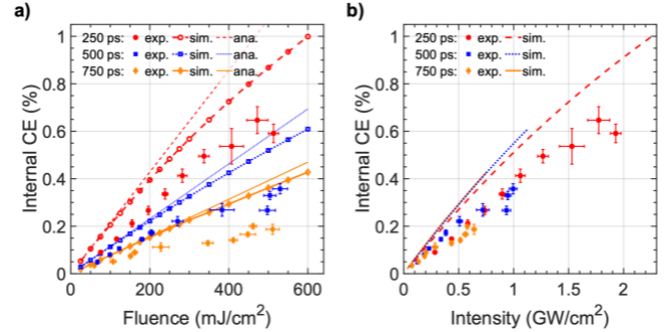 a)
250 ps: exp. sim. ana.
500 ps: exp. sim. ana.
750 ps: exp. sim. ana.
1
0.8
0.6
0.4
0.2
0
0 200 400 600
Internal CE (%)
Fluence (mJ/cm²)
b)
250 ps: exp. sim.
500 ps: exp. sim.
750 ps: exp. sim.
1
0.8
0.6
0.4
0.2
0
0 0.5 1 1.5 2
Internal CE (%)
Intensity (GW/cm²)